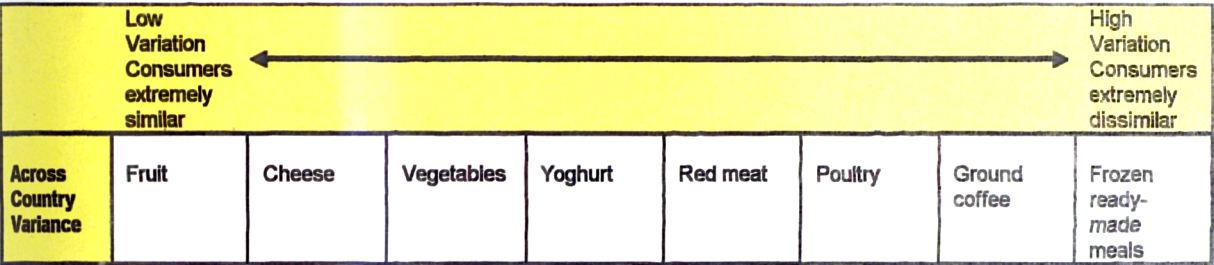 Low
Variation
Consumers
extremely
similar
High
Variation
Consumers
extremely
dissimilar
Across
Country
Variance
Fruit
Cheese
Vegetables
Yoghurt
Red meat
Poultry
Ground
coffee
Frozen
ready-
made
meals